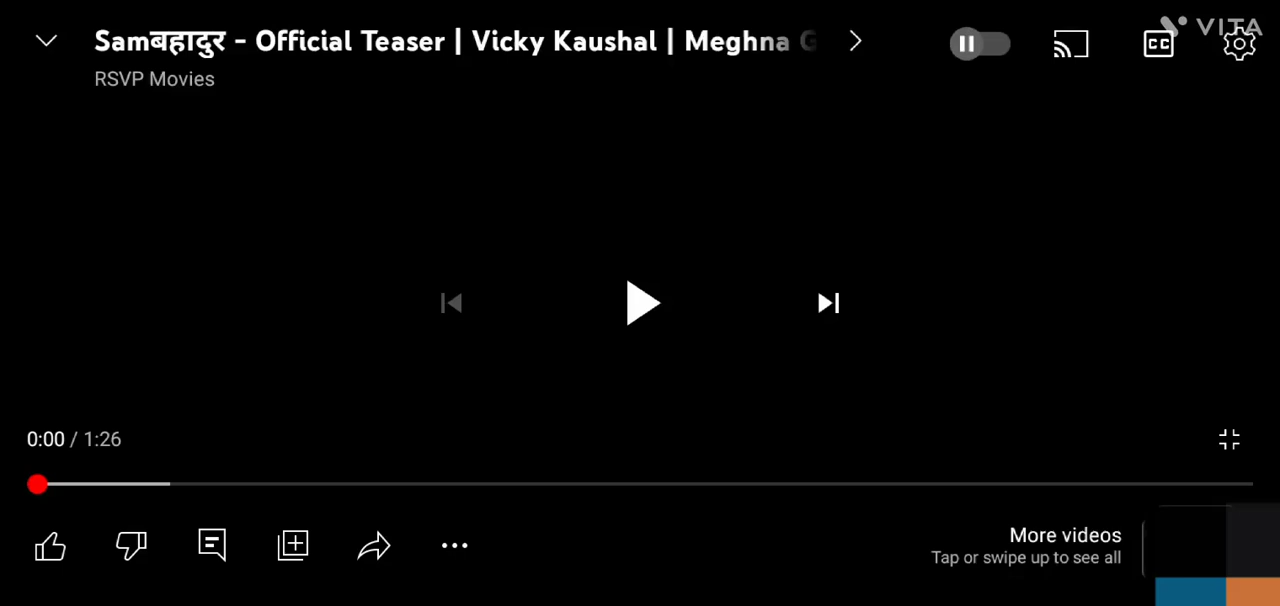 Samबहादुर - Official Teaser | Vicky Kaushal | Meghna G
RSVP Movies
VITA
CC
0:00 / 1:26
More videos
Tap or swipe up to see all